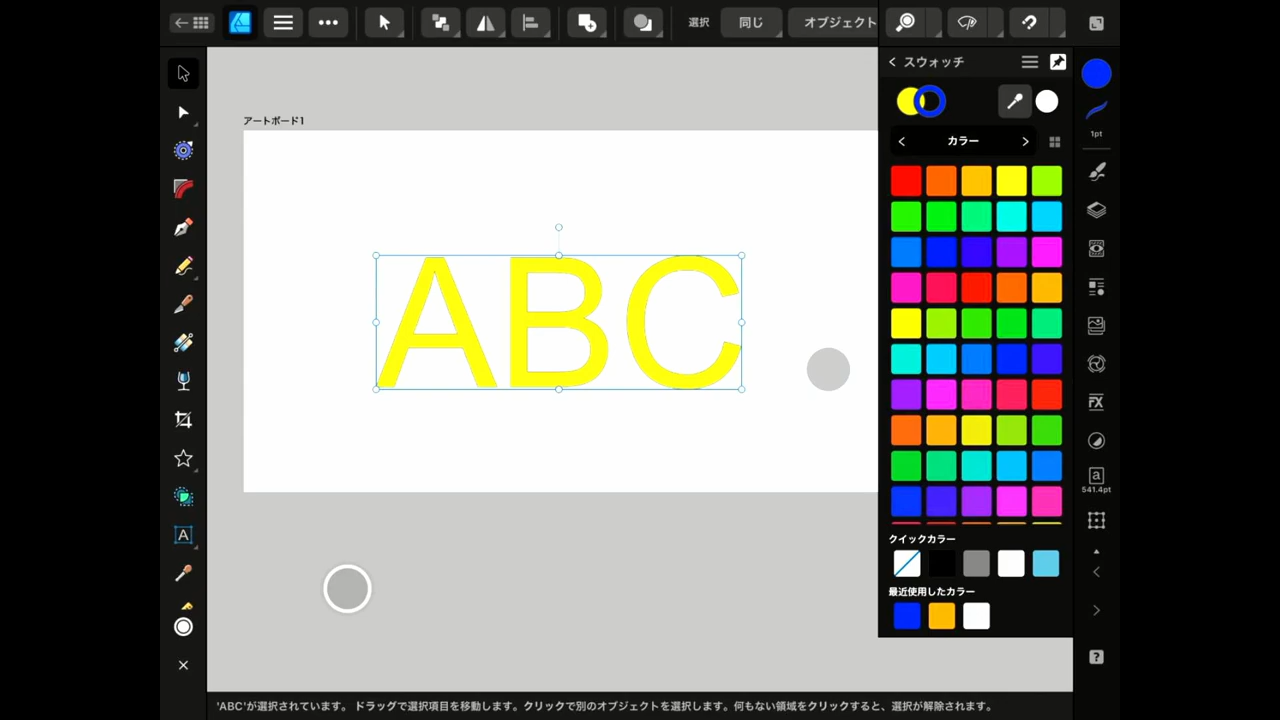 選択
同じ
オブジェクト
スウォッチ
カラー
1pt
アートボード1
ABC
FX
a
541.4pt
A
クイックカラー
最近使用したカラー
?
'ABC'が選択されています。 ドラッグで選択項目を移動します。クリックで別のオブジェクトを選択します。何もない領域をクリックすると、選択が解除されます。